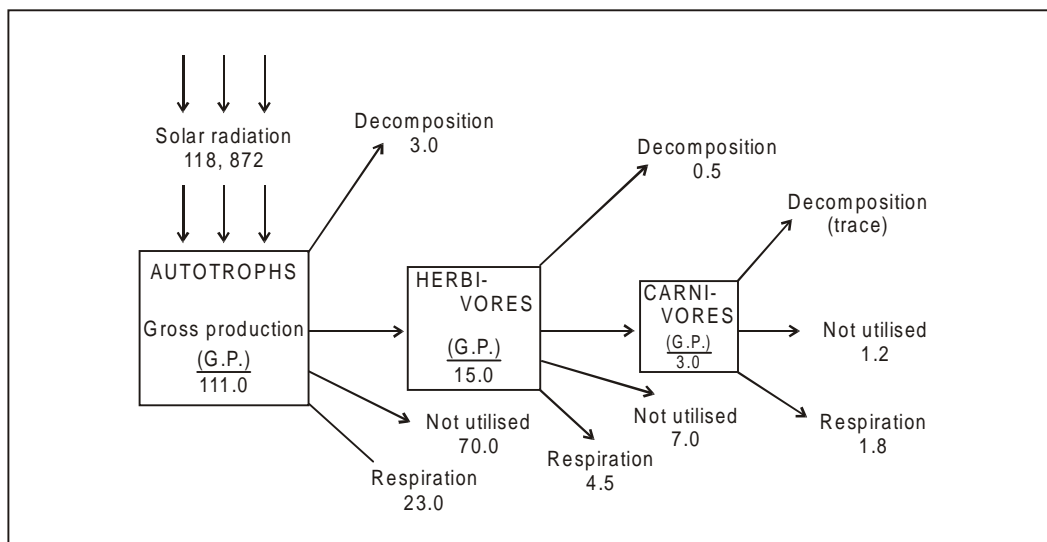 Solar radiation
118, 872
Decomposition
3.0
Decomposition
0.5
Decomposition
(trace)
AUTOTROPHS
Gross production
(G.P.)
111.0
HERBI-
VORES
(G.P.)
15.0
CARNI-
VORES
(G.P.)
3.0
Not utilised
1.2
Not utilised
70.0
Not utilised
7.0
Respiration
1.8
Respiration
4.5
Respiration
23.0